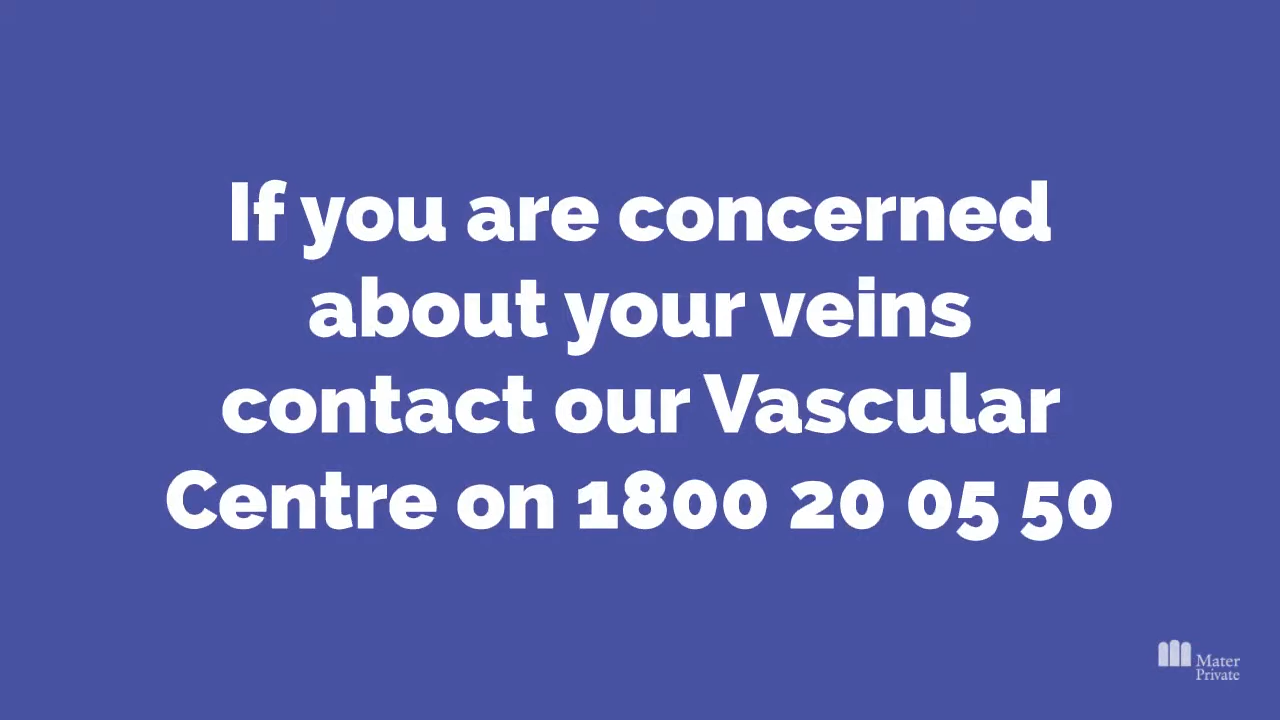 If you are concerned
about your veins
contact our Vascular
Centre on 1800 20 05 50
Mater
Private